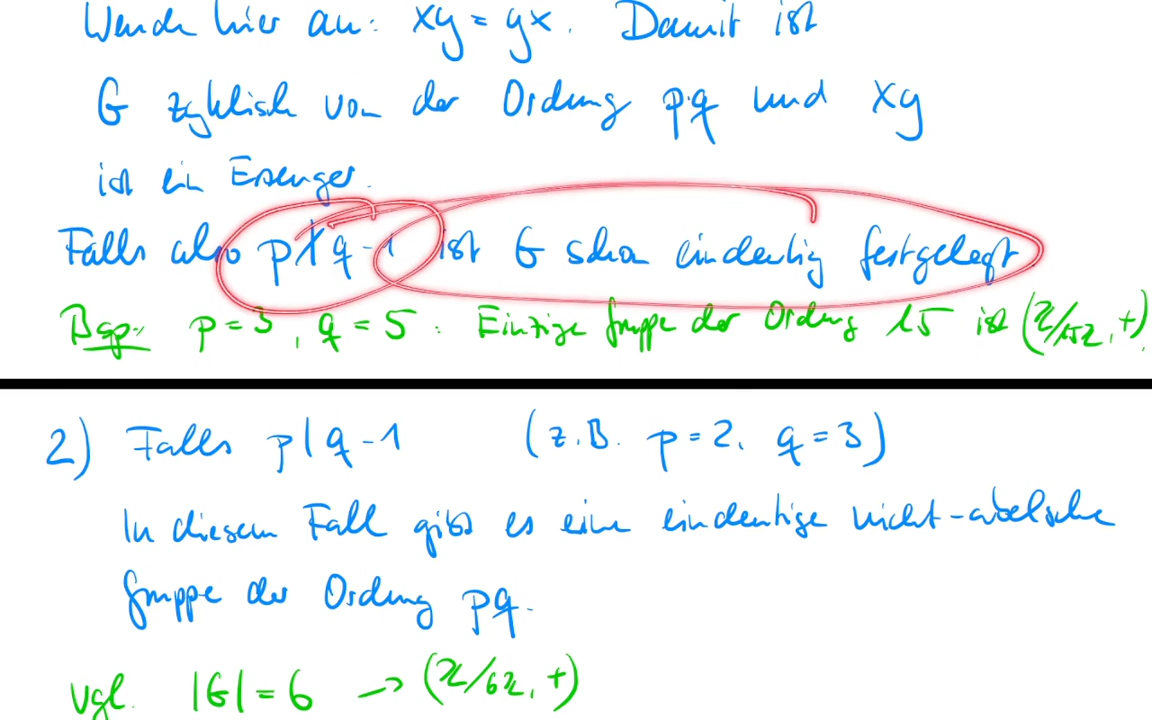 Wende hier an: xy = yx. Damit ist
G zyklisch von der Ordnung p·q und xy
ist ein Erzeuger.
Falls also p ∤ q-1 ist G schon eindeutig festgelegt
Bsp: p = 3, q = 5 : Einzige Gruppe der Ordnung 15 ist (ℤ/15ℤ, +).
2) Falls p | q-1 (z.B. p = 2, q = 3)
In diesem Fall gibt es eine eindeutige nicht-abelsche
Gruppe der Ordnung pq.
vgl. |G| = 6 → (ℤ/6ℤ, +)